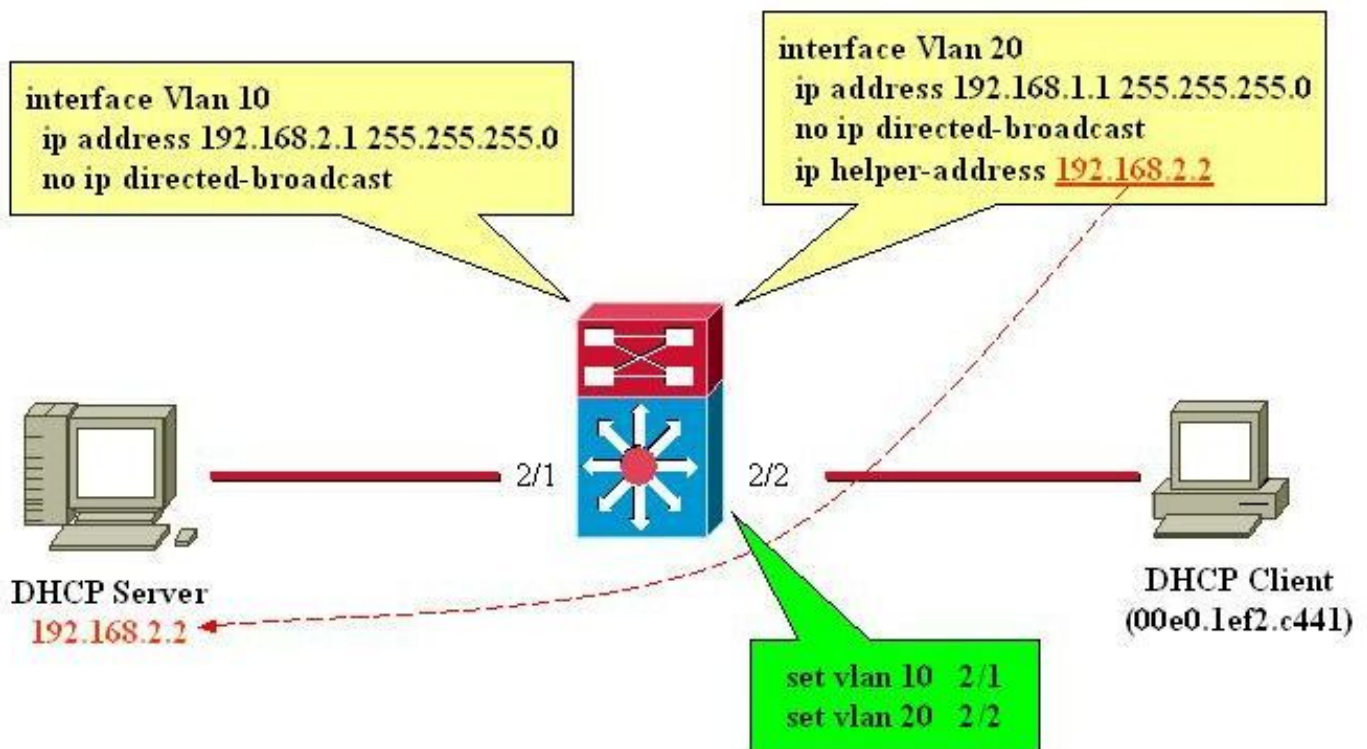 interface Vlan 10
ip address 192.168.2.1 255.255.255.0
no ip directed-broadcast
interface Vlan 20
ip address 192.168.1.1 255.255.255.0
no ip directed-broadcast
ip helper-address 192.168.2.2
2/1
2/2
DHCP Server
192.168.2.2
DHCP Client
(00e0.1ef2.c441)
set vlan 10 2/1
set vlan 20 2/2